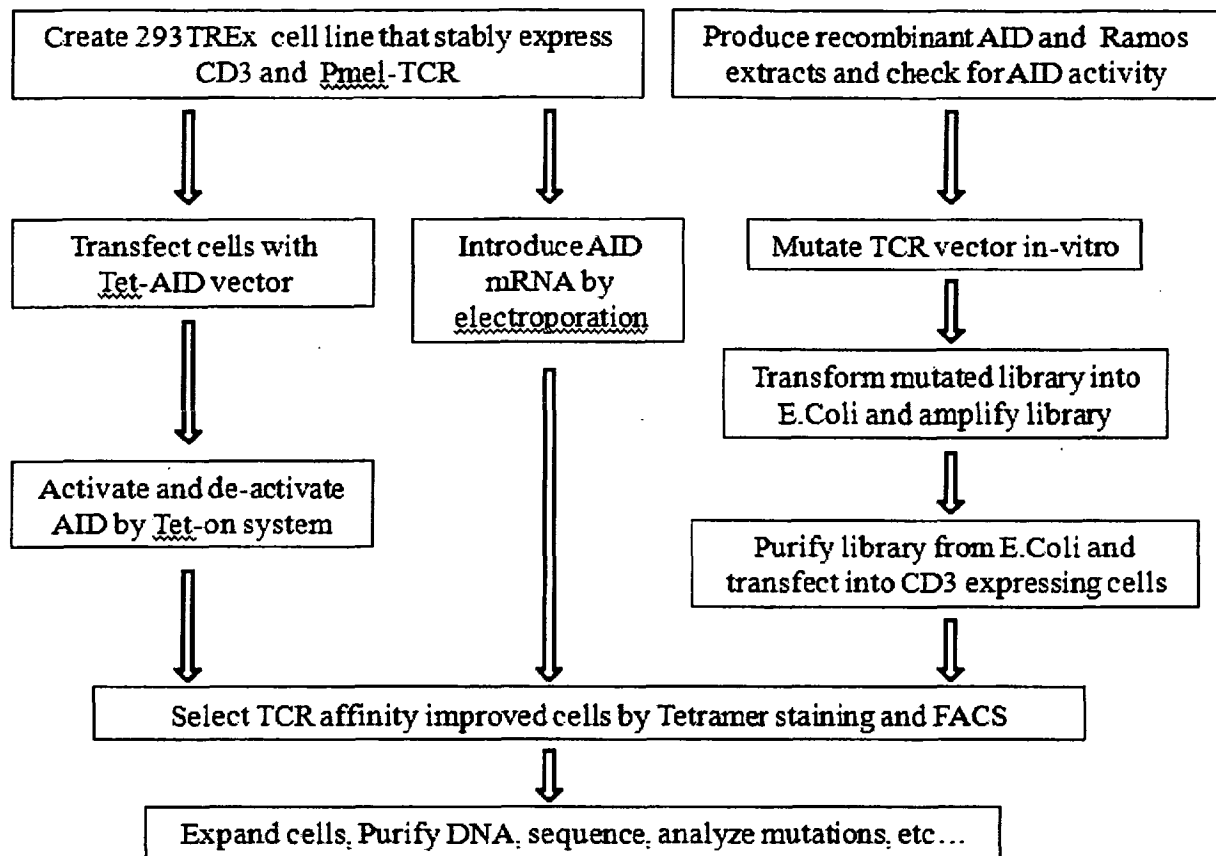 Create 293TREx cell line that stably express
CD3 and Pmel-TCR
Produce recombinant AID and Ramos
extracts and check for AID activity
Transfect cells with
Tet-AID vector
Introduce AID
mRNA by
electroporation
Mutate TCR vector in-vitro
Transform mutated library into
E.Coli and amplify library
Activate and de-activate
AID by Tet-on system
Purify library from E.Coli and
transfect into CD3 expressing cells
Select TCR affinity improved cells by Tetramer staining and FACS
Expand cells, Purify DNA, sequence, analyze mutations, etc...